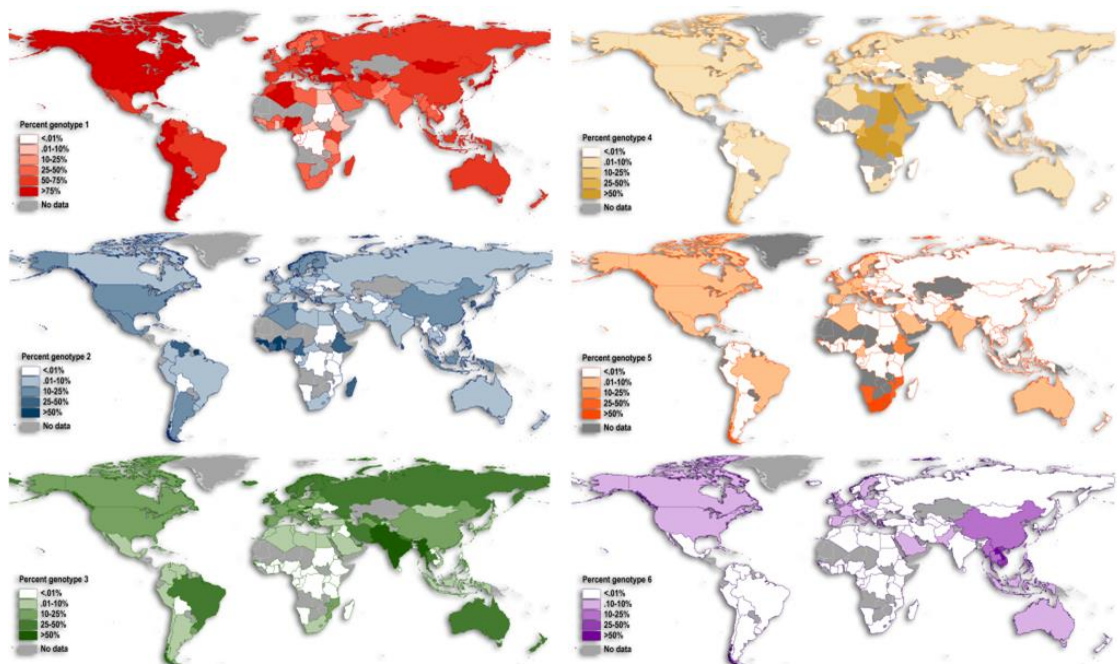 Percent genotype 1
<.01%
.01-10%
10-25%
25-50%
50-75%
>75%
No data
Percent genotype 4
<.01%
.01-10%
10-25%
25-50%
>50%
No data
Percent genotype 2
<.01%
.01-10%
10-25%
25-50%
>50%
No data
Percent genotype 5
<.01%
.01-10%
10-25%
25-50%
>50%
No data
Percent genotype 3
<.01%
.01-10%
10-25%
25-50%
>50%
No data
Percent genotype 6
<.01%
.10-10%
10-25%
25-50%
>50%
No data